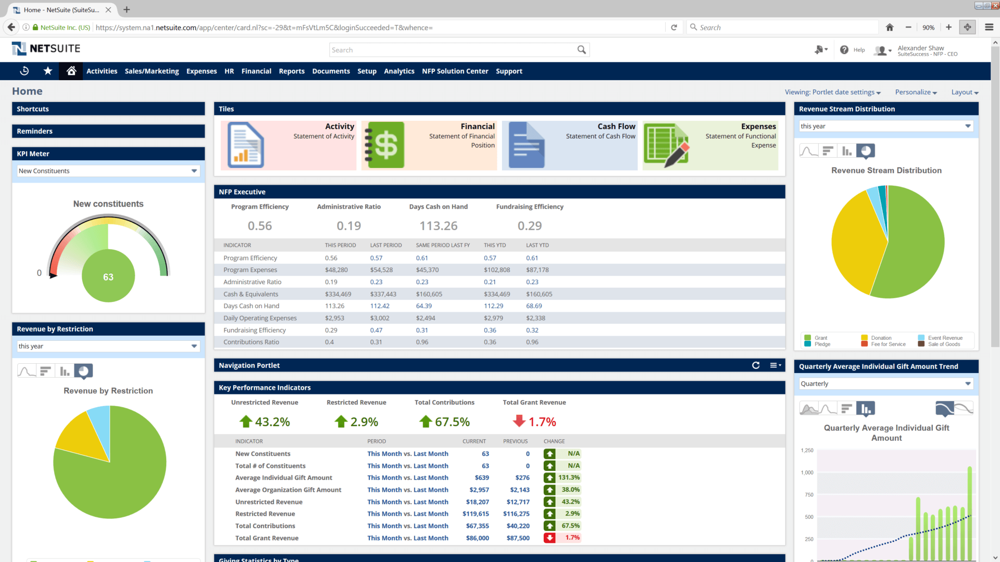 Home - NetSuite (SuiteSu...
NetSuite Inc. (US)
https://system.na1.netsuite.com/app/center/card.nl?sc=-29&t=mFsVtLm5C&loginSucceeded=T&whence=
Search
90%
NETSUITE
Search
Help
Alexander Shaw
SuiteSuccess - NFP - CEO
Activities Sales/Marketing Expenses HR Financial Reports Documents Setup Analytics NFP Solution Center Support
Home
Viewing: Portlet date settings Personalize Layout
Shortcuts
Reminders
KPI Meter
New Constituents
New constituents
0
63
Revenue by Restriction
this year
Revenue by Restriction
Tiles
Activity
Statement of Activity
Financial
Statement of Financial
Position
Cash Flow
Statement of Cash Flow
Expenses
Statement of Functional
Expense
NFP Executive
Program Efficiency Administrative Ratio Days Cash on Hand Fundraising Efficiency
0.56 0.19 113.26 0.29
INDICATOR THIS PERIOD LAST PERIOD SAME PERIOD LAST FY THIS YTD LAST YTD
Program Efficiency 0.56 0.57 0.61 0.57 0.61
Program Expenses $48,280 $54,528 $45,370 $102,808 $87,178
Administrative Ratio 0.19 0.23 0.23 0.21 0.23
Cash & Equivalents $334,469 $337,443 $160,605 $334,469 $160,605
Days Cash on Hand 113.26 112.42 64.39 112.29 68.69
Daily Operating Expenses $2,953 $3,002 $2,494 $2,979 $2,338
Fundraising Efficiency 0.29 0.47 0.31 0.36 0.32
Contributions Ratio 0.4 0.31 0.96 0.36 0.96
Navigation Portlet
Key Performance Indicators
Unrestricted Revenue Restricted Revenue Total Contributions Total Grant Revenue
43.2% 2.9% 67.5% 1.7%
INDICATOR PERIOD CURRENT PREVIOUS CHANGE
New Constituents This Month vs. Last Month 63 0 N/A
Total # of Constituents This Month vs. Last Month 63 0 N/A
Average Individual Gift Amount This Month vs. Last Month $639 $276 131.3%
Average Organization Gift Amount This Month vs. Last Month $2,957 $2,143 38.0%
Unrestricted Revenue This Month vs. Last Month $18,207 $12,717 43.2%
Restricted Revenue This Month vs. Last Month $119,615 $116,275 2.9%
Total Contributions This Month vs. Last Month $67,355 $40,220 67.5%
Total Grant Revenue This Month vs. Last Month $86,000 $87,500 1.7%
Giving Statistics by Type
Revenue Stream Distribution
this year
Revenue Stream Distribution
Grant Donation Event Revenue
Pledge Fee for Service Sale of Goods
Quarterly Average Individual Gift Amount Trend
Quarterly
Quarterly Average Individual Gift
Amount
1,250
1,000
750
500
250
0